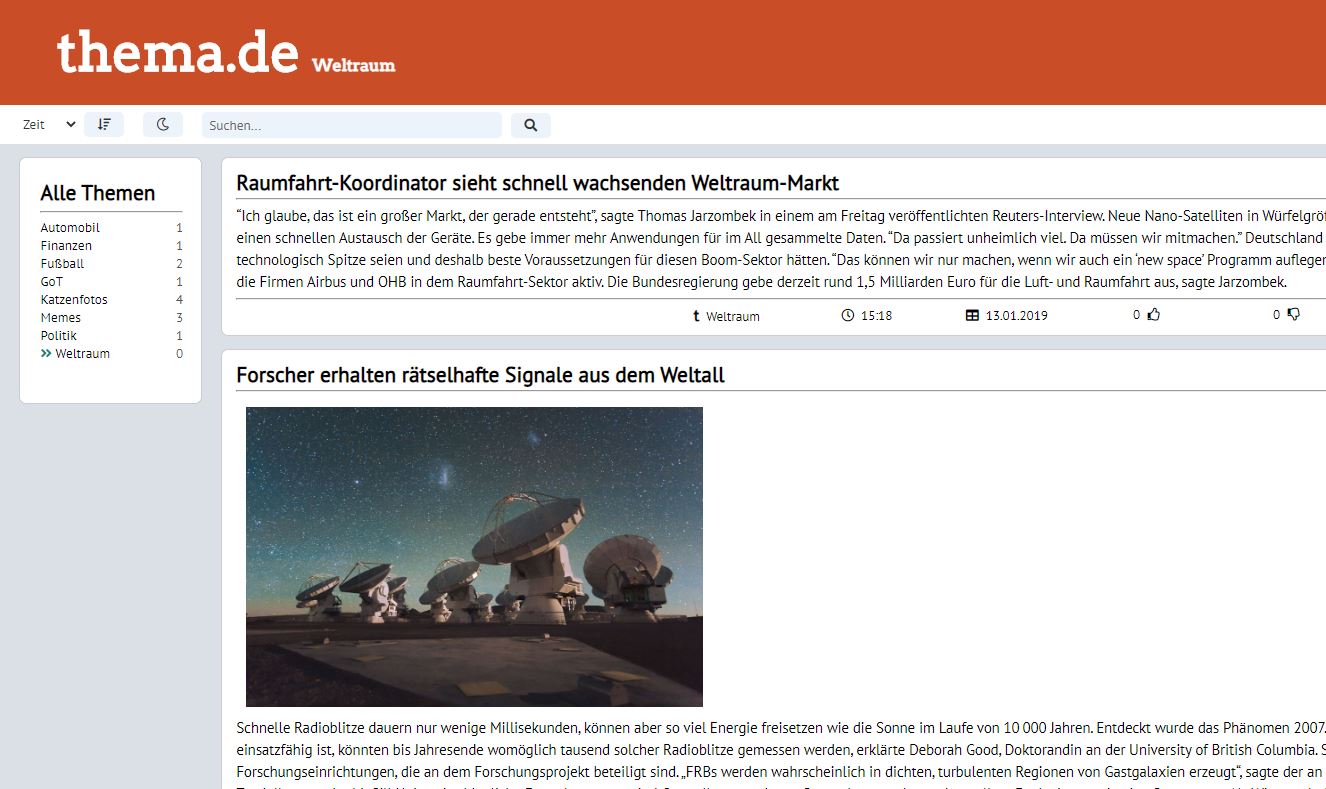 thema.de Weltraum
Zeit Suchen...
Alle Themen
Automobil 1
Finanzen 1
Fußball 2
GoT 1
Katzenfotos 4
Memes 3
Politik 1
Weltraum 0
Raumfahrt-Koordinator sieht schnell wachsenden Weltraum-Markt
“Ich glaube, das ist ein großer Markt, der gerade entsteht”, sagte Thomas Jarzombek in einem am Freitag veröffentlichten Reuters-Interview. Neue Nano-Satelliten in Würfelgröß
einen schnellen Austausch der Geräte. Es gebe immer mehr Anwendungen für im All gesammelte Daten. “Da passiert unheimlich viel. Da müssen wir mitmachen.” Deutschland
technologisch Spitze seien und deshalb beste Voraussetzungen für diesen Boom-Sektor hätten. “Das können wir nur machen, wenn wir auch ein ‘new space’ Programm auflegen
die Firmen Airbus und OHB in dem Raumfahrt-Sektor aktiv. Die Bundesregierung gebe derzeit rund 1,5 Milliarden Euro für die Luft- und Raumfahrt aus, sagte Jarzombek.
t Weltraum 15:18 13.01.2019 0 0
Forscher erhalten rätselhafte Signale aus dem Weltall
Schnelle Radioblitze dauern nur wenige Millisekunden, können aber so viel Energie freisetzen wie die Sonne im Laufe von 10 000 Jahren. Entdeckt wurde das Phänomen 2007.
einsatzfähig ist, könnten bis Jahresende womöglich tausend solcher Radioblitze gemessen werden, erklärte Deborah Good, Doktorandin an der University of British Columbia. S
Forschungseinrichtungen, die an dem Forschungsprojekt beteiligt sind. „FRBs werden wahrscheinlich in dichten, turbulenten Regionen von Gastgalaxien erzeugt“, sagte der an